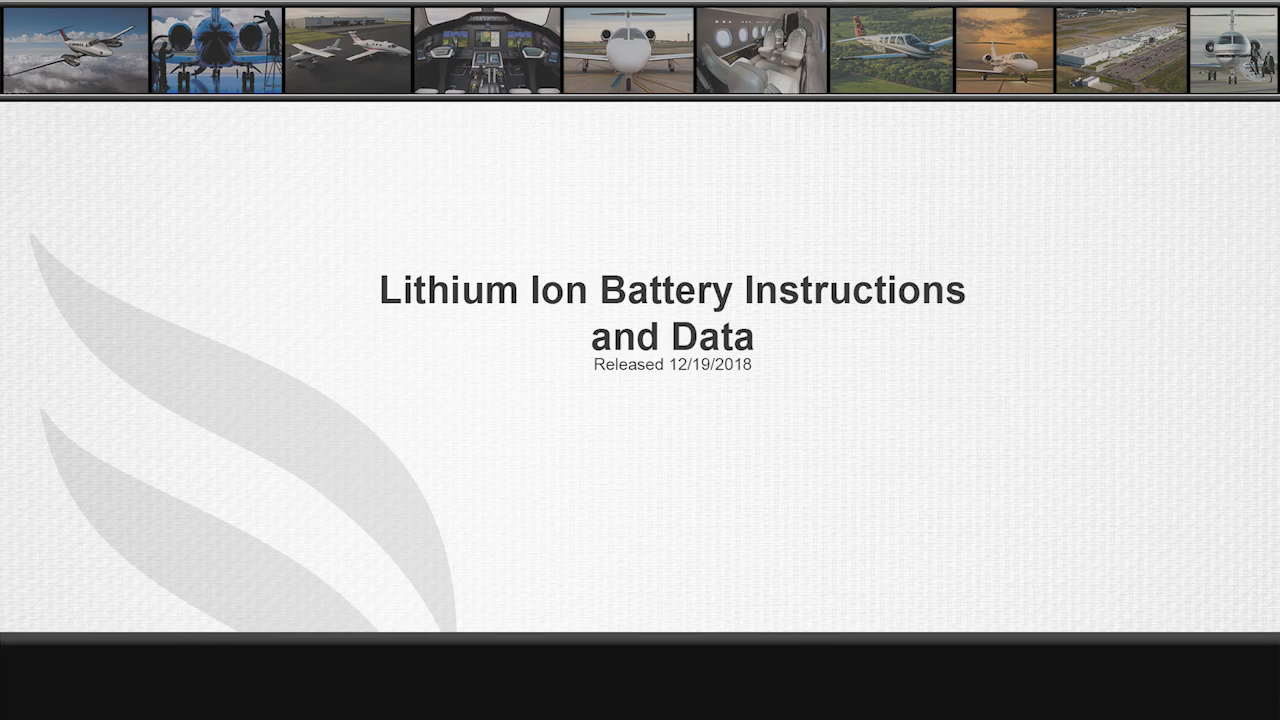 Lithium Ion Battery Instructions
and Data
Released 12/19/2018